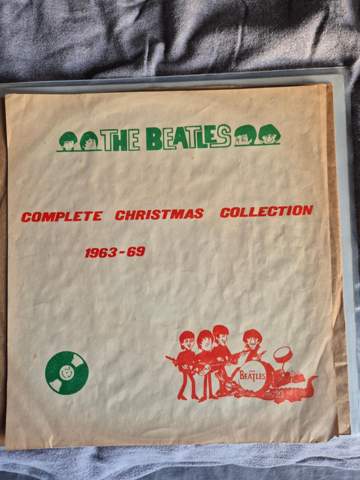 THE BEATLES
COMPLETE CHRISTMAS COLLECTION
1963-69
THE
BEATLES